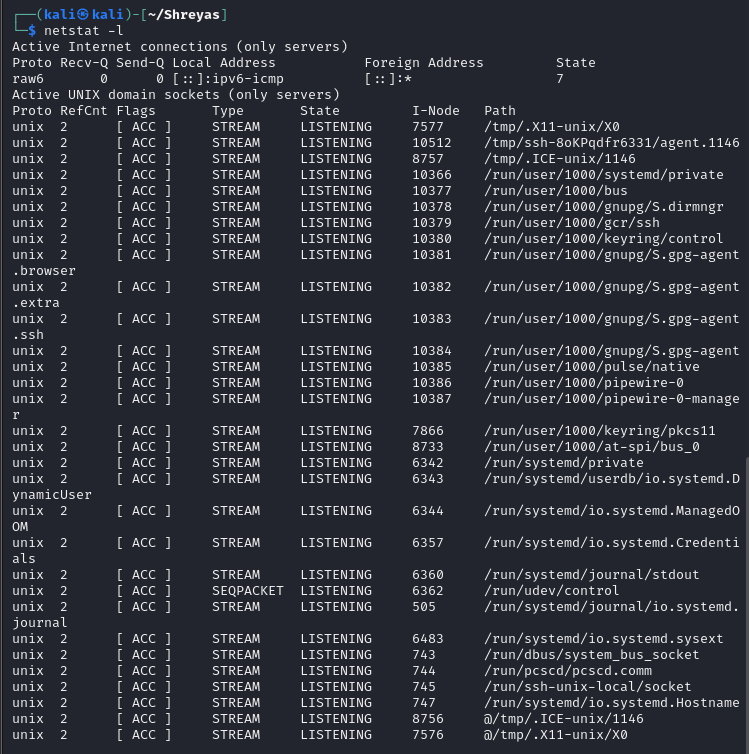 ┌──(kali㉿kali)-[~/Shreyas]
└─$ netstat -l
Active Internet connections (only servers)
Proto Recv-Q Send-Q Local Address           Foreign Address         State
raw6       0      0 [::]:ipv6-icmp          [::]:*                  7
Active UNIX domain sockets (only servers)
Proto RefCnt Flags       Type       State         I-Node   Path
unix  2      [ ACC ]     STREAM     LISTENING     7577     /tmp/.X11-unix/X0
unix  2      [ ACC ]     STREAM     LISTENING     10512    /tmp/ssh-8oKPqdfr6331/agent.1146
unix  2      [ ACC ]     STREAM     LISTENING     8757     /tmp/.ICE-unix/1146
unix  2      [ ACC ]     STREAM     LISTENING     10366    /run/user/1000/systemd/private
unix  2      [ ACC ]     STREAM     LISTENING     10377    /run/user/1000/bus
unix  2      [ ACC ]     STREAM     LISTENING     10378    /run/user/1000/gnupg/S.dirmngr
unix  2      [ ACC ]     STREAM     LISTENING     10379    /run/user/1000/gcr/ssh
unix  2      [ ACC ]     STREAM     LISTENING     10380    /run/user/1000/keyring/control
unix  2      [ ACC ]     STREAM     LISTENING     10381    /run/user/1000/gnupg/S.gpg-agent
.browser
unix  2      [ ACC ]     STREAM     LISTENING     10382    /run/user/1000/gnupg/S.gpg-agent
.extra
unix  2      [ ACC ]     STREAM     LISTENING     10383    /run/user/1000/gnupg/S.gpg-agent
.ssh
unix  2      [ ACC ]     STREAM     LISTENING     10384    /run/user/1000/gnupg/S.gpg-agent
unix  2      [ ACC ]     STREAM     LISTENING     10385    /run/user/1000/pulse/native
unix  2      [ ACC ]     STREAM     LISTENING     10386    /run/user/1000/pipewire-0
unix  2      [ ACC ]     STREAM     LISTENING     10387    /run/user/1000/pipewire-0-manage
r
unix  2      [ ACC ]     STREAM     LISTENING     7866     /run/user/1000/keyring/pkcs11
unix  2      [ ACC ]     STREAM     LISTENING     8733     /run/user/1000/at-spi/bus_0
unix  2      [ ACC ]     STREAM     LISTENING     6342     /run/systemd/private
unix  2      [ ACC ]     STREAM     LISTENING     6343     /run/systemd/userdb/io.systemd.D
ynamicUser
unix  2      [ ACC ]     STREAM     LISTENING     6344     /run/systemd/io.systemd.ManagedO
OM
unix  2      [ ACC ]     STREAM     LISTENING     6357     /run/systemd/io.systemd.Credenti
als
unix  2      [ ACC ]     STREAM     LISTENING     6360     /run/systemd/journal/stdout
unix  2      [ ACC ]     SEQPACKET  LISTENING     6362     /run/udev/control
unix  2      [ ACC ]     STREAM     LISTENING     505      /run/systemd/journal/io.systemd.
journal
unix  2      [ ACC ]     STREAM     LISTENING     6483     /run/systemd/io.systemd.sysext
unix  2      [ ACC ]     STREAM     LISTENING     743      /run/dbus/system_bus_socket
unix  2      [ ACC ]     STREAM     LISTENING     744      /run/pcscd/pcscd.comm
unix  2      [ ACC ]     STREAM     LISTENING     745      /run/ssh-unix-local/socket
unix  2      [ ACC ]     STREAM     LISTENING     747      /run/systemd/io.systemd.Hostname
unix  2      [ ACC ]     STREAM     LISTENING     8756     @/tmp/.ICE-unix/1146
unix  2      [ ACC ]     STREAM     LISTENING     7576     @/tmp/.X11-unix/X0